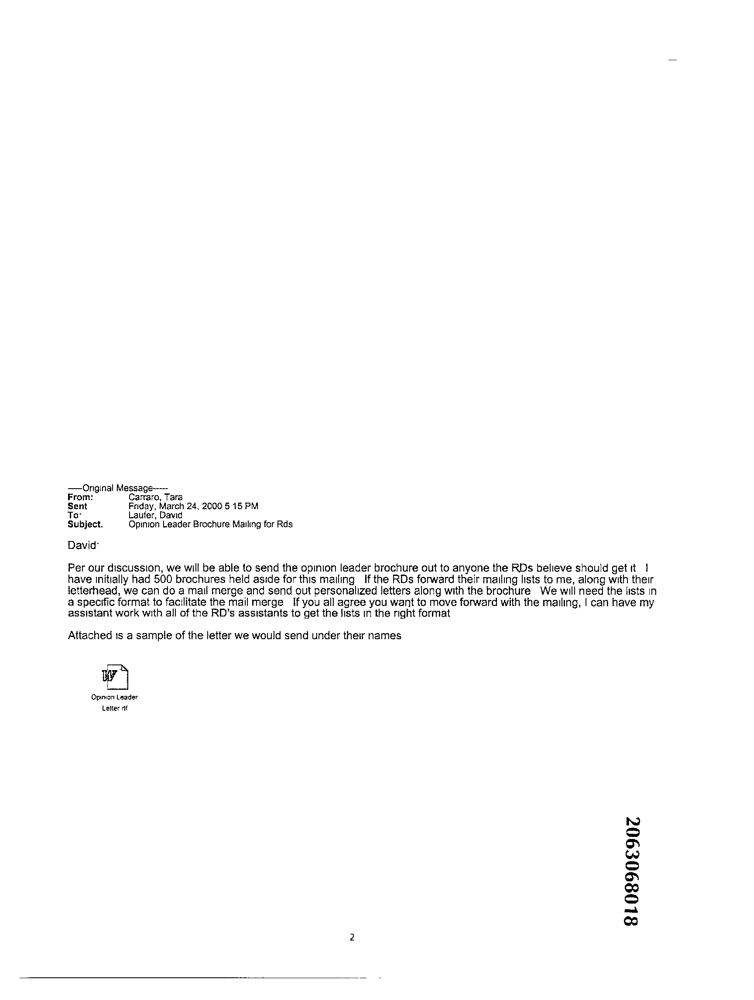 -----Original Message-----
From: Carraro, Tara
Sent Friday, March 24, 2000 5 15 PM
To· Laufer, David
Subject. Opinion Leader Brochure Mailing for Rds
David·
Per our discussion, we will be able to send the opinion leader brochure out to anyone the RDs believe should get it I
have initially had 500 brochures held aside for this mailing If the RDs forward their mailing lists to me, along with their
letterhead, we can do a mail merge and send out personalized letters along with the brochure We will need the lists in
a specific format to facilitate the mail merge If you all agree you want to move forward with the mailing, I can have my
assistant work with all of the RD's assistants to get the lists in the right format
Attached is a sample of the letter we would send under their names
W
Opinion Leader
Letter rtf
2063068018
2